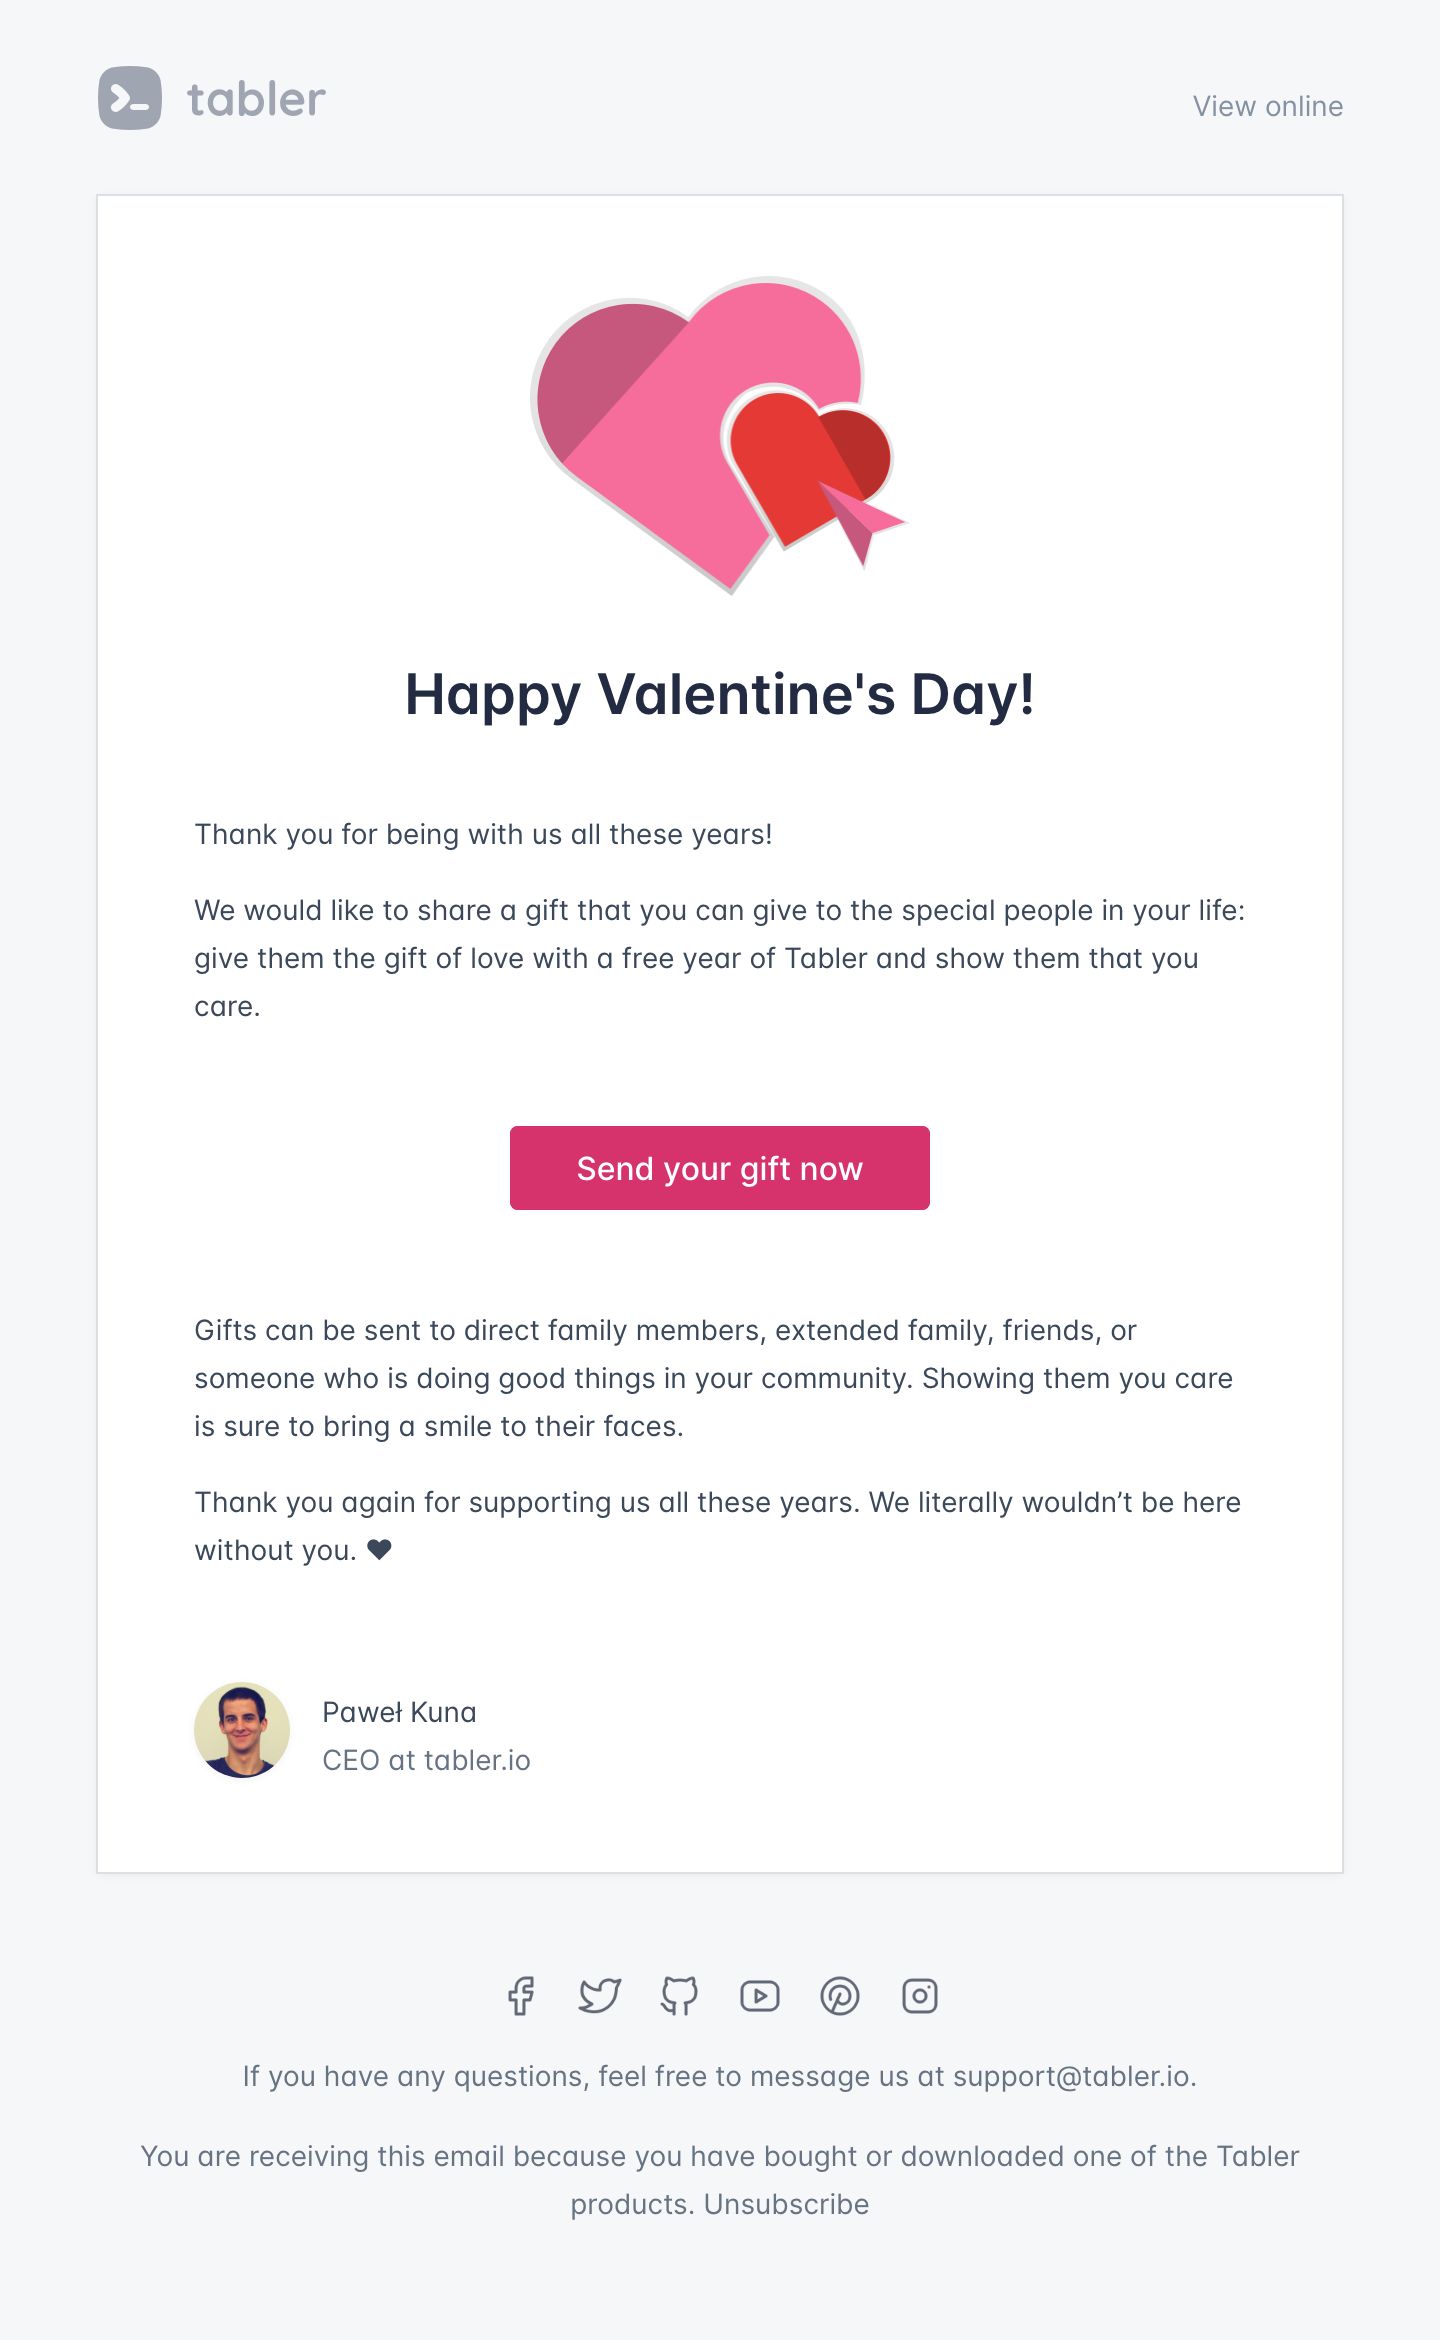 tabler
View online
Happy Valentine's Day!
Thank you for being with us all these years!
We would like to share a gift that you can give to the special people in your life:
give them the gift of love with a free year of Tabler and show them that you
care.
Send your gift now
Gifts can be sent to direct family members, extended family, friends, or
someone who is doing good things in your community. Showing them you care
is sure to bring a smile to their faces.
Thank you again for supporting us all these years. We literally wouldn’t be here
without you. ♥
Paweł Kuna
CEO at tabler.io
If you have any questions, feel free to message us at support@tabler.io.
You are receiving this email because you have bought or downloaded one of the Tabler
products. Unsubscribe